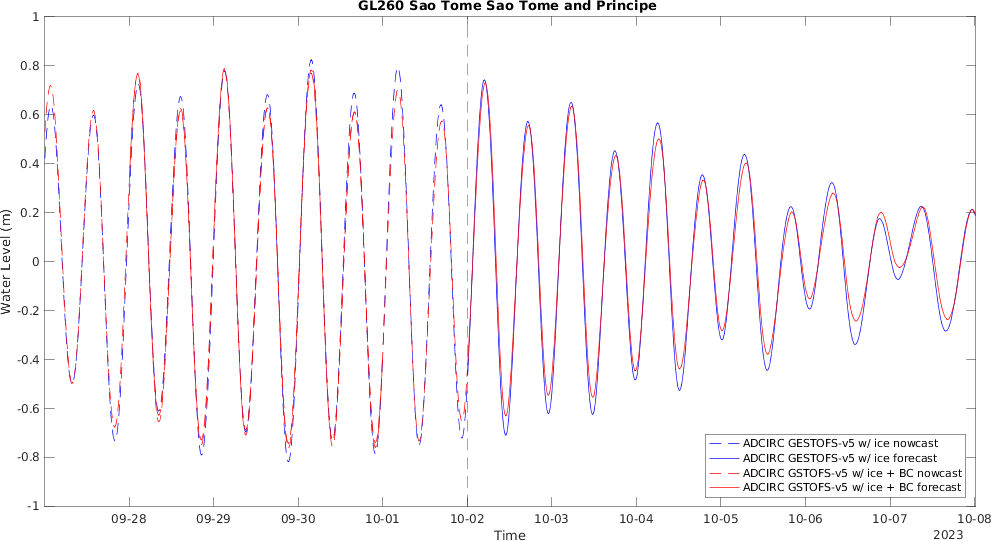 GL260 Sao Tome Sao Tome and Principe
Water Level (m)
1
0.8
0.6
0.4
0.2
0
-0.2
-0.4
-0.6
-0.8
-1
ADCIRC GESTOFS-v5 w/ ice nowcast
ADCIRC GESTOFS-v5 w/ ice forecast
ADCIRC GSTOFS-v5 w/ ice + BC nowcast
ADCIRC GSTOFS-v5 w/ ice + BC forecast
09-28 09-29 09-30 10-01 10-02 10-03 10-04 10-05 10-06 10-07 10-08
Time
2023